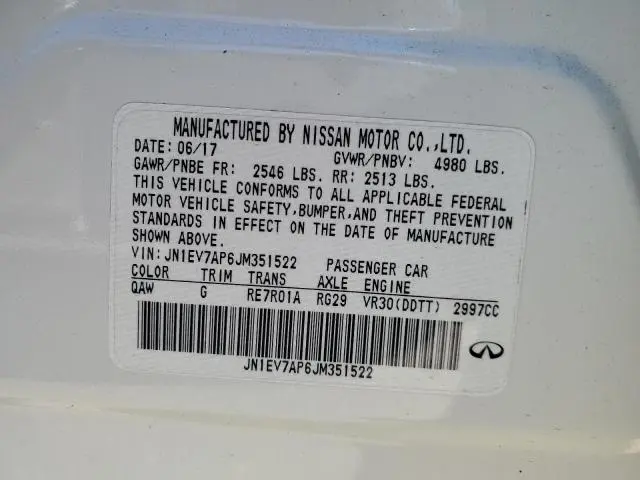 MANUFACTURED BY NISSAN MOTOR CO.,LTD.
DATE: 06/17 GVWR/PNBV: 4980 LBS.
GAWR/PNBE FR: 2546 LBS. RR: 2513 LBS.
THIS VEHICLE CONFORMS TO ALL APPLICABLE FEDERAL
MOTOR VEHICLE SAFETY,BUMPER,AND THEFT PREVENTION
STANDARDS IN EFFECT ON THE DATE OF MANUFACTURE
SHOWN ABOVE.
VIN:JN1EV7AP6JM351522 PASSENGER CAR
COLOR TRIM TRANS AXLE ENGINE
QAW G RE7R01A RG29 VR30(DDTT) 2997CC
JN1EV7AP6JM351522